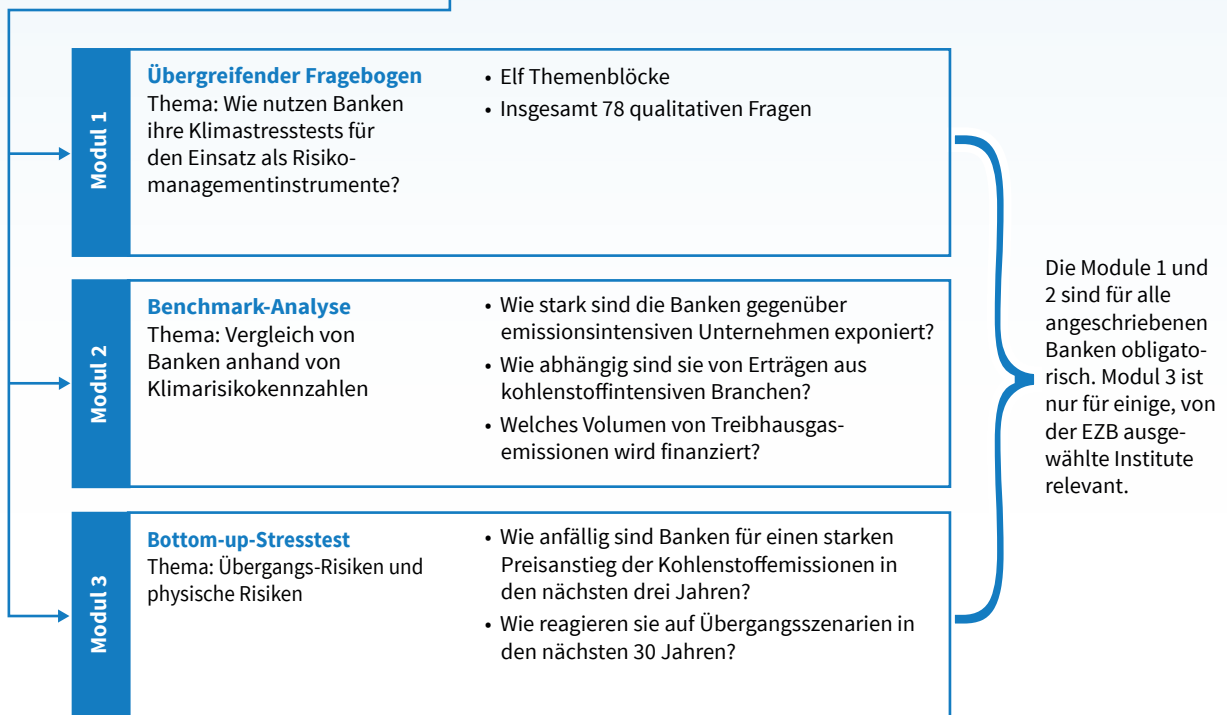 Modul 1
Übergreifender Fragebogen
Thema: Wie nutzen Banken
ihre Klimastresstests für
den Einsatz als Risiko-
managementinstrumente?
• Elf Themenblöcke
• Insgesamt 78 qualitativen Fragen
Modul 2
Benchmark-Analyse
Thema: Vergleich von
Banken anhand von
Klimarisikokennzahlen
• Wie stark sind die Banken gegenüber
emissionsintensiven Unternehmen exponiert?
• Wie abhängig sind sie von Erträgen aus
kohlenstoffintensiven Branchen?
• Welches Volumen von Treibhausgas-
emissionen wird finanziert?
Modul 3
Bottom-up-Stresstest
Thema: Übergangs-Risiken und
physische Risiken
• Wie anfällig sind Banken für einen starken
Preisanstieg der Kohlenstoffemissionen in
den nächsten drei Jahren?
• Wie reagieren sie auf Übergangsszenarien in
den nächsten 30 Jahren?
Die Module 1 und
2 sind für alle
angeschriebenen
Banken obligato-
risch. Modul 3 ist
nur für einige, von
der EZB ausge-
wählte Institute
relevant.